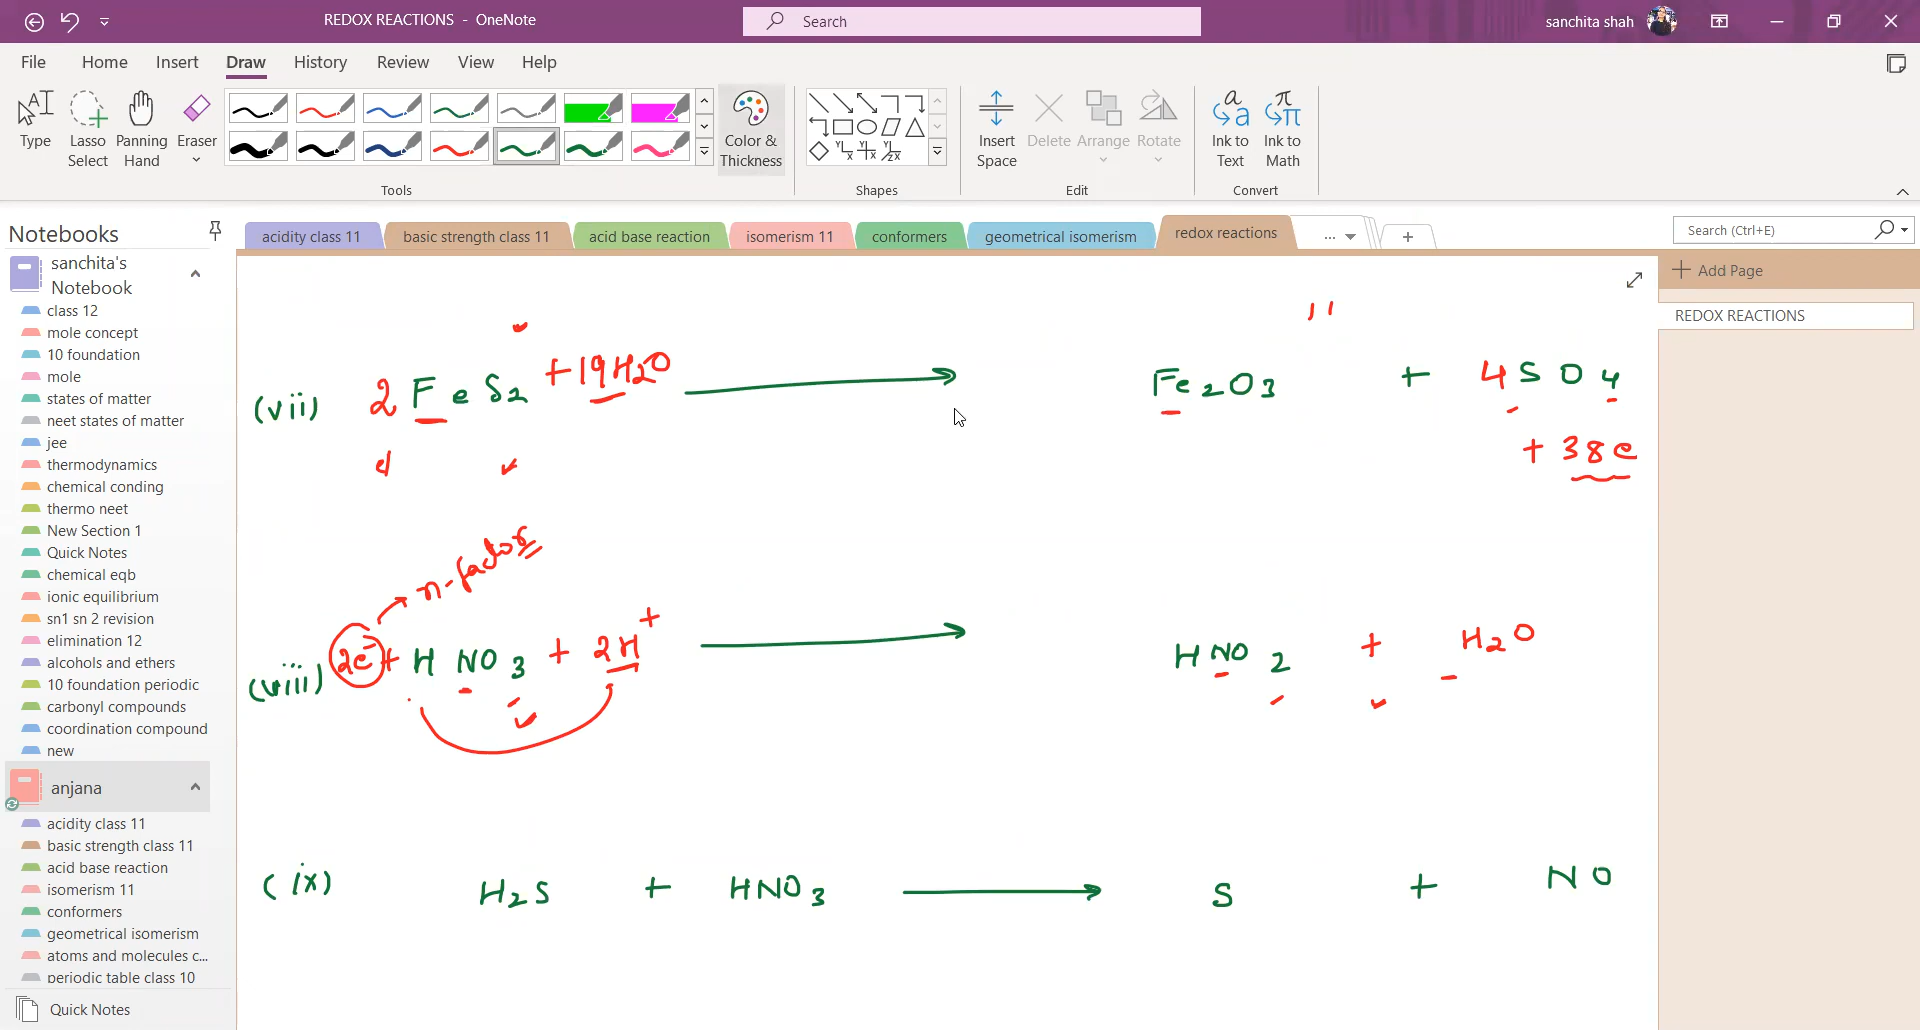 REDOX REACTIONS - OneNote
Search
sanchita shah
File Home Insert Draw History Review View Help
Type
Lasso Select
Panning Hand
Eraser
Color & Thickness
Insert Space
Delete
Arrange
Rotate
Ink to Text
Ink to Math
Tools
Shapes
Edit
Convert
Notebooks
acidity class 11
basic strength class 11
acid base reaction
isomerism 11
conformers
geometrical isomerism
redox reactions
...
+
Search (Ctrl+E)
Add Page
REDOX REACTIONS
sanchita's Notebook
class 12
mole concept
10 foundation
mole
states of matter
neet states of matter
jee
thermodynamics
chemical conding
thermo neet
New Section 1
Quick Notes
chemical eqb
ionic equilibrium
sn1 sn 2 revision
elimination 12
alcohols and ethers
10 foundation periodic
carbonyl compounds
coordination compound
new
anjana
acidity class 11
basic strength class 11
acid base reaction
isomerism 11
conformers
geometrical isomerism
atoms and molecules c...
periodic table class 10
Quick Notes
(vii) 2 FeS2 + 19H2O → Fe2O3 + 4SO4
+ 38e
n-factor
(viii) 2e- + HNO3 + 2H+ → HNO2 + H2O
(ix) H2S + HNO3 → S + NO